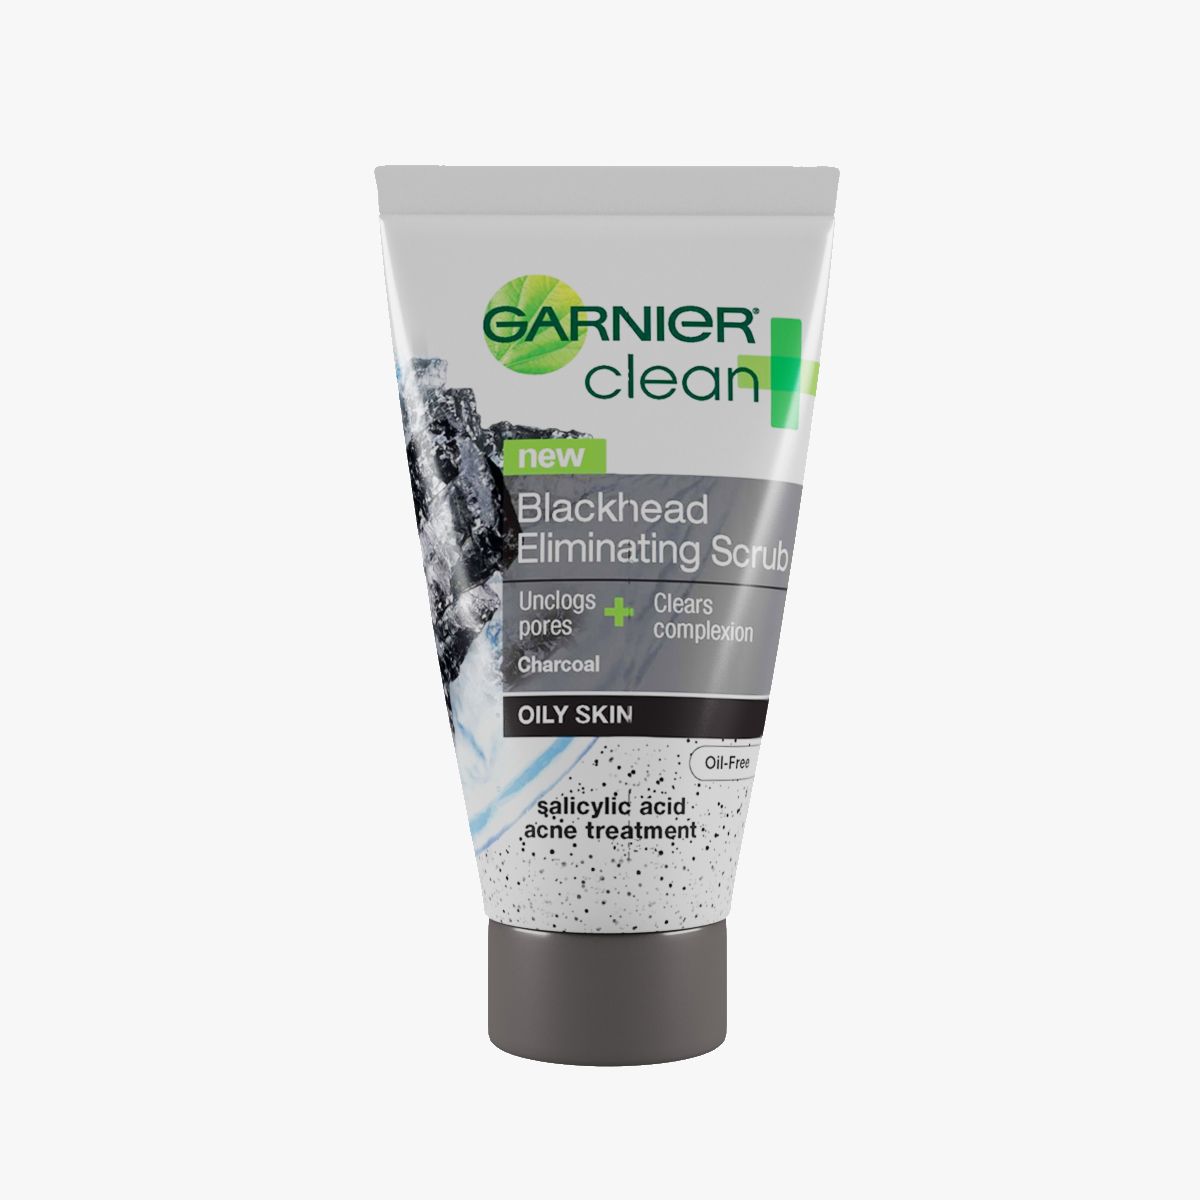 GARNIER®
clean+
new
Blackhead
Eliminating Scrub
Unclogs
pores
+
Clears
complexion
Charcoal
OILY SKIN
Oil-Free
salicylic acid
acne treatment